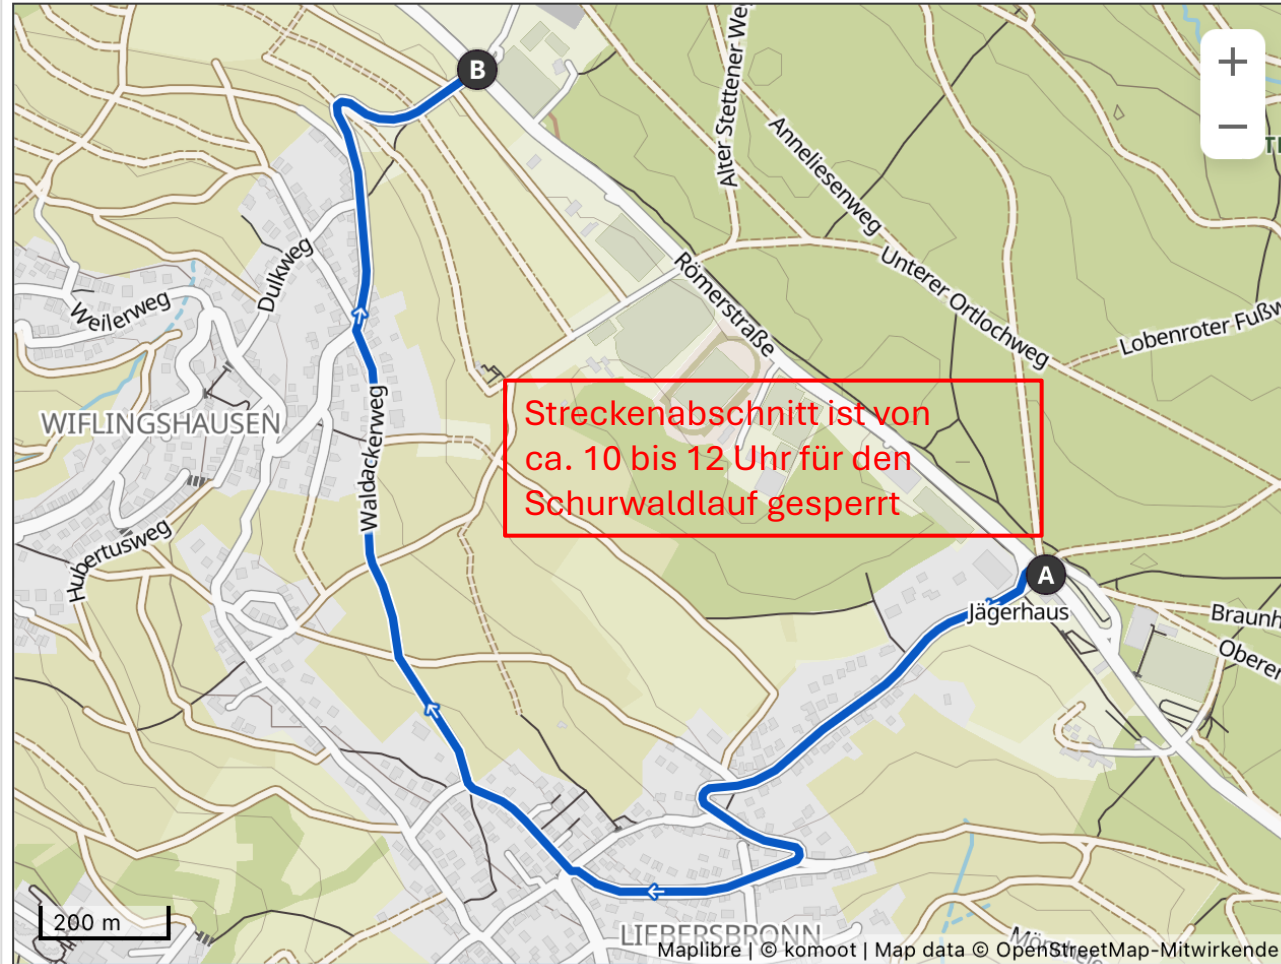 B
+
−
Alter Stettener We
Anneliesenweg
Unterer Ortlochweg
Römerstraße
Lobenroter Fußw
Dulkweg
Weilerweg
WIFLINGSHAUSEN
Waldackerweg
Hubertusweg
Streckenabschnitt ist von
ca. 10 bis 12 Uhr für den
Schurwaldlauf gesperrt
A
Jägerhaus
Braunh
Oberer
200 m
LIEBERSBRONN
Maplibre | © komoot | Map data © OpenStreetMap-Mitwirkende